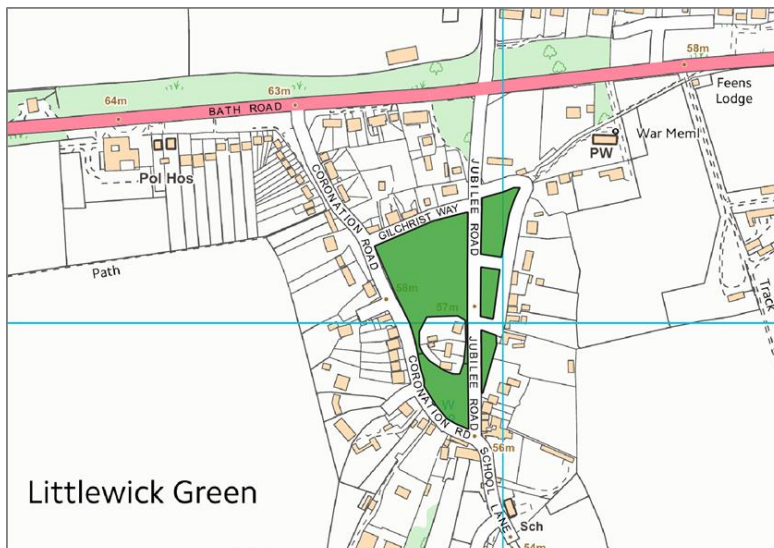 58m
63m
64m
BATH ROAD
Feens
Lodge
War Meml
PW
Pol Hos
CORONATION ROAD
JUBILEE ROAD
GILCHRIST WAY
Path
58m
57m
Track
JUBILEE ROAD
CORONATION RD
W
56m
SCHOOL LANE
Littlewick Green
Sch
54m